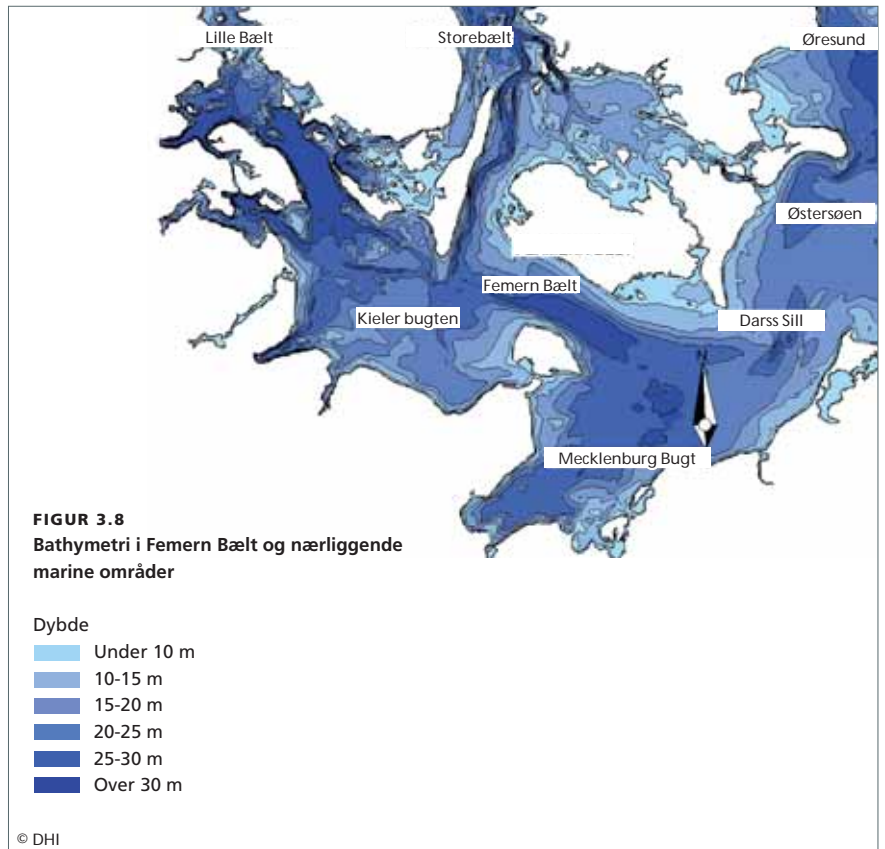 Lille Bælt
Storebælt
Øresund
Østersøen
Femern Bælt
Kieler bugten
Darss Sill
N
Mecklenburg Bugt
FIGUR 3.8
Bathymetri i Femern Bælt og nærliggende
marine områder
Dybde
Under 10 m
10-15 m
15-20 m
20-25 m
25-30 m
Over 30 m
© DHI